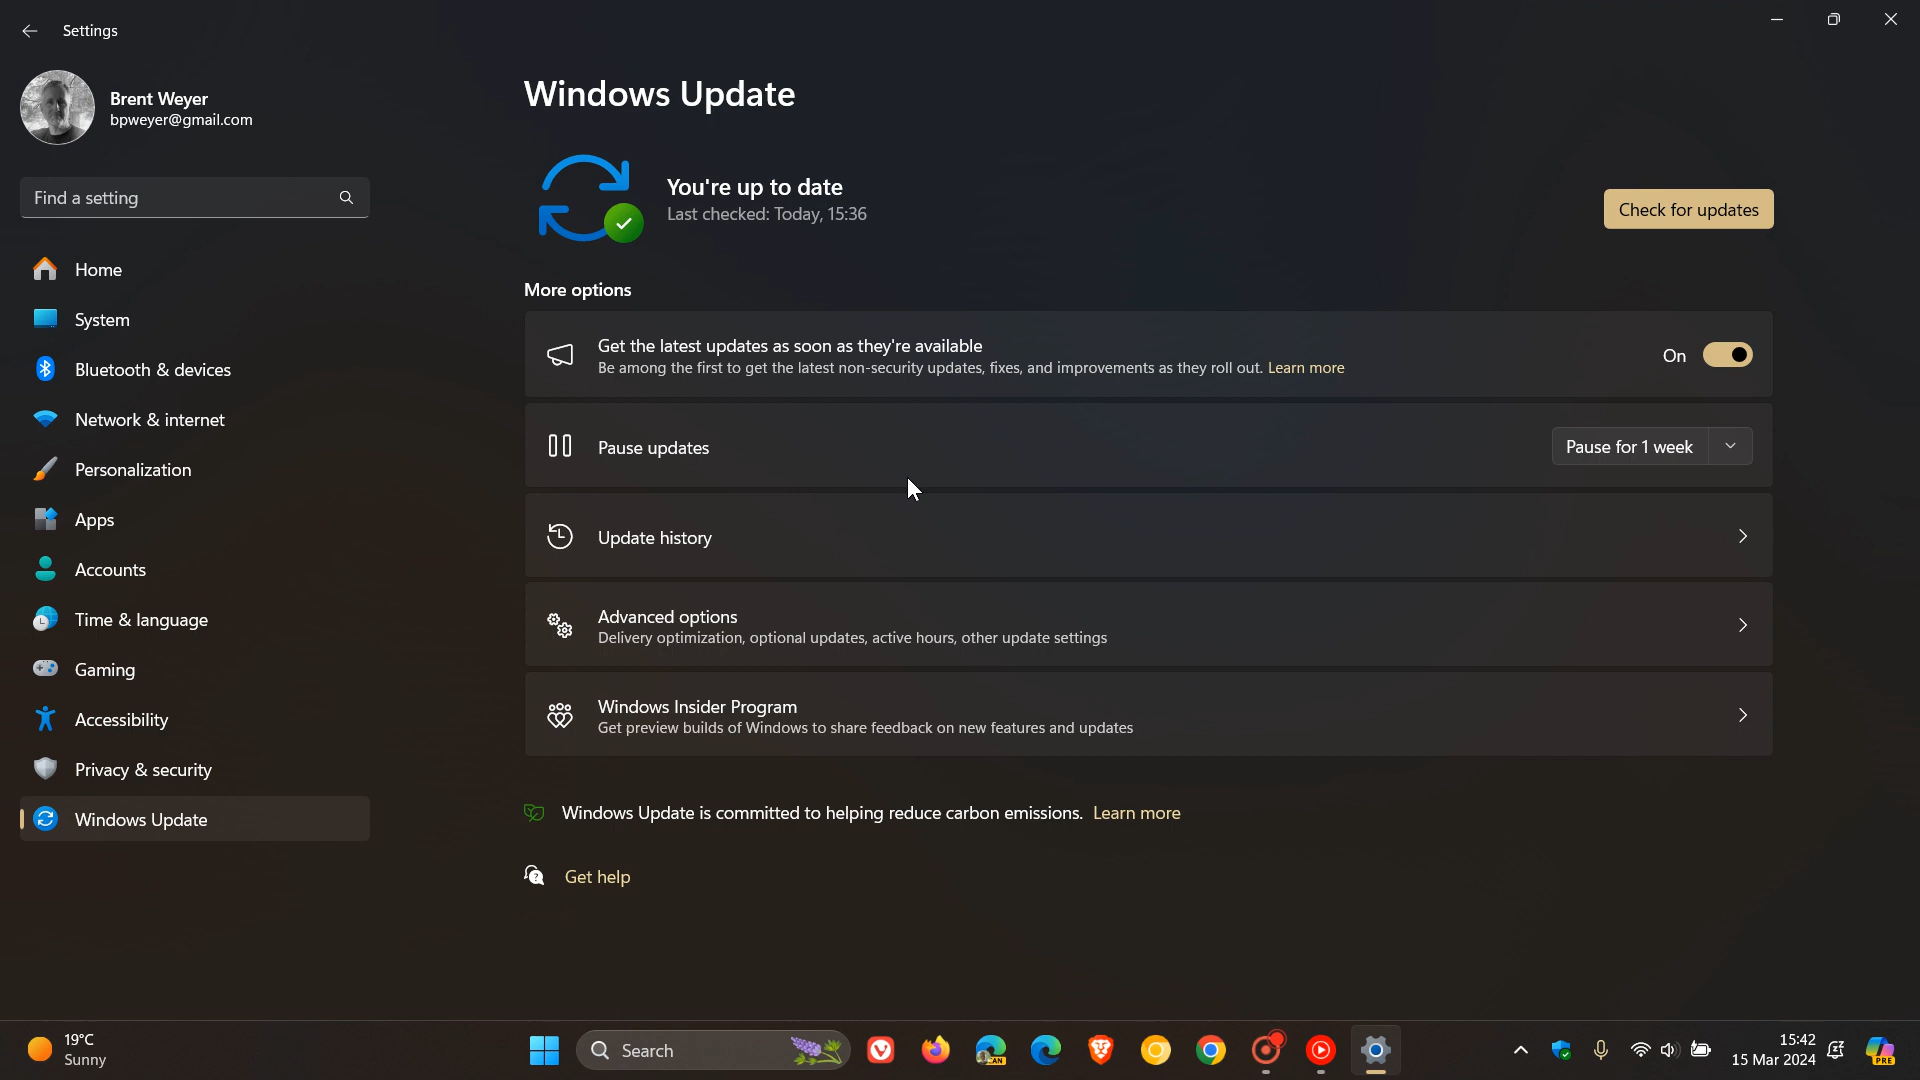 Settings
Brent Weyer
bpweyer@gmail.com
Find a setting
Home
System
Bluetooth & devices
Network & internet
Personalization
Apps
Accounts
Time & language
Gaming
Accessibility
Privacy & security
Windows Update
Windows Update
You're up to date
Last checked: Today, 15:36
Check for updates
More options
Get the latest updates as soon as they're available
Be among the first to get the latest non-security updates, fixes, and improvements as they roll out. Learn more
On
Pause updates
Pause for 1 week
Update history
Advanced options
Delivery optimization, optional updates, active hours, other update settings
Windows Insider Program
Get preview builds of Windows to share feedback on new features and updates
Windows Update is committed to helping reduce carbon emissions. Learn more
Get help
19°C
Sunny
Search
CAN
15:42
15 Mar 2024
PRE